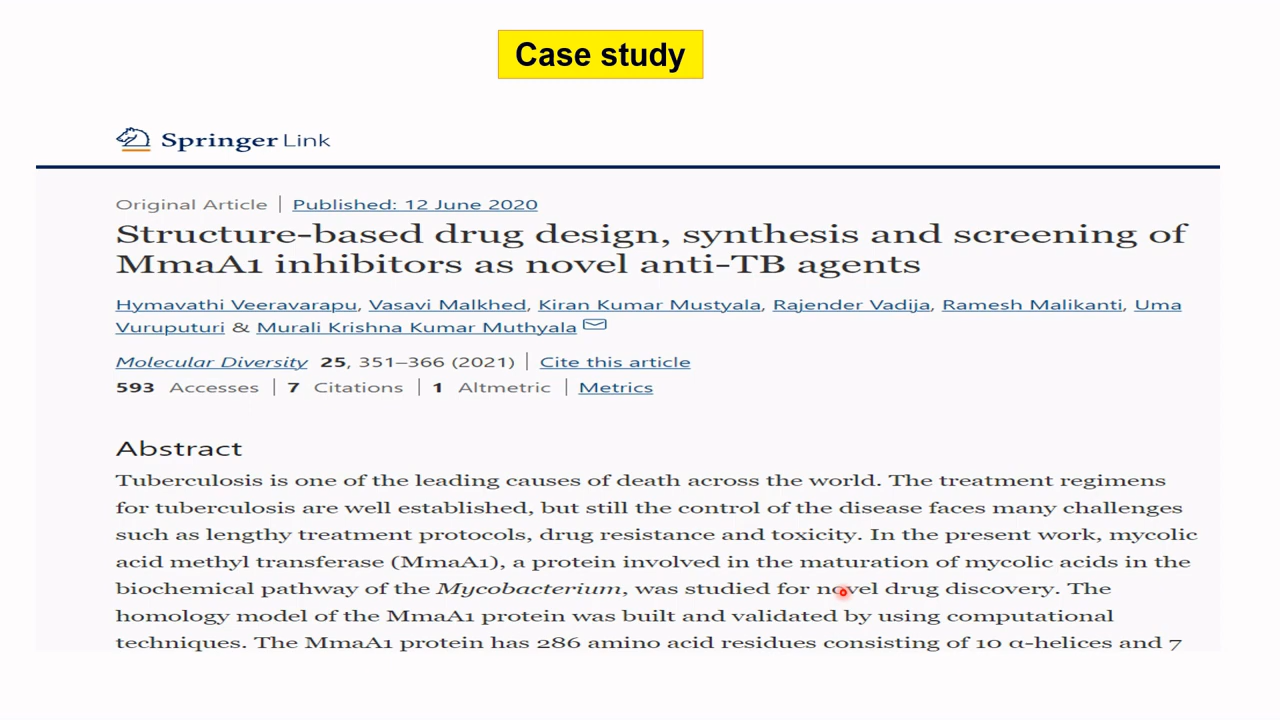 Case study
Springer Link
Original Article | Published: 12 June 2020
Structure-based drug design, synthesis and screening of
MmaA1 inhibitors as novel anti-TB agents
Hymavathi Veeravarapu, Vasavi Malkhed, Kiran Kumar Mustyala, Rajender Vadija, Ramesh Malikanti, Uma
Vuruputuri & Murali Krishna Kumar Muthyala
Molecular Diversity 25, 351–366 (2021) | Cite this article
593 Accesses | 7 Citations | 1 Altmetric | Metrics
Abstract
Tuberculosis is one of the leading causes of death across the world. The treatment regimens
for tuberculosis are well established, but still the control of the disease faces many challenges
such as lengthy treatment protocols, drug resistance and toxicity. In the present work, mycolic
acid methyl transferase (MmaA1), a protein involved in the maturation of mycolic acids in the
biochemical pathway of the Mycobacterium, was studied for novel drug discovery. The
homology model of the MmaA1 protein was built and validated by using computational
techniques. The MmaA1 protein has 286 amino acid residues consisting of 10 α-helices and 7